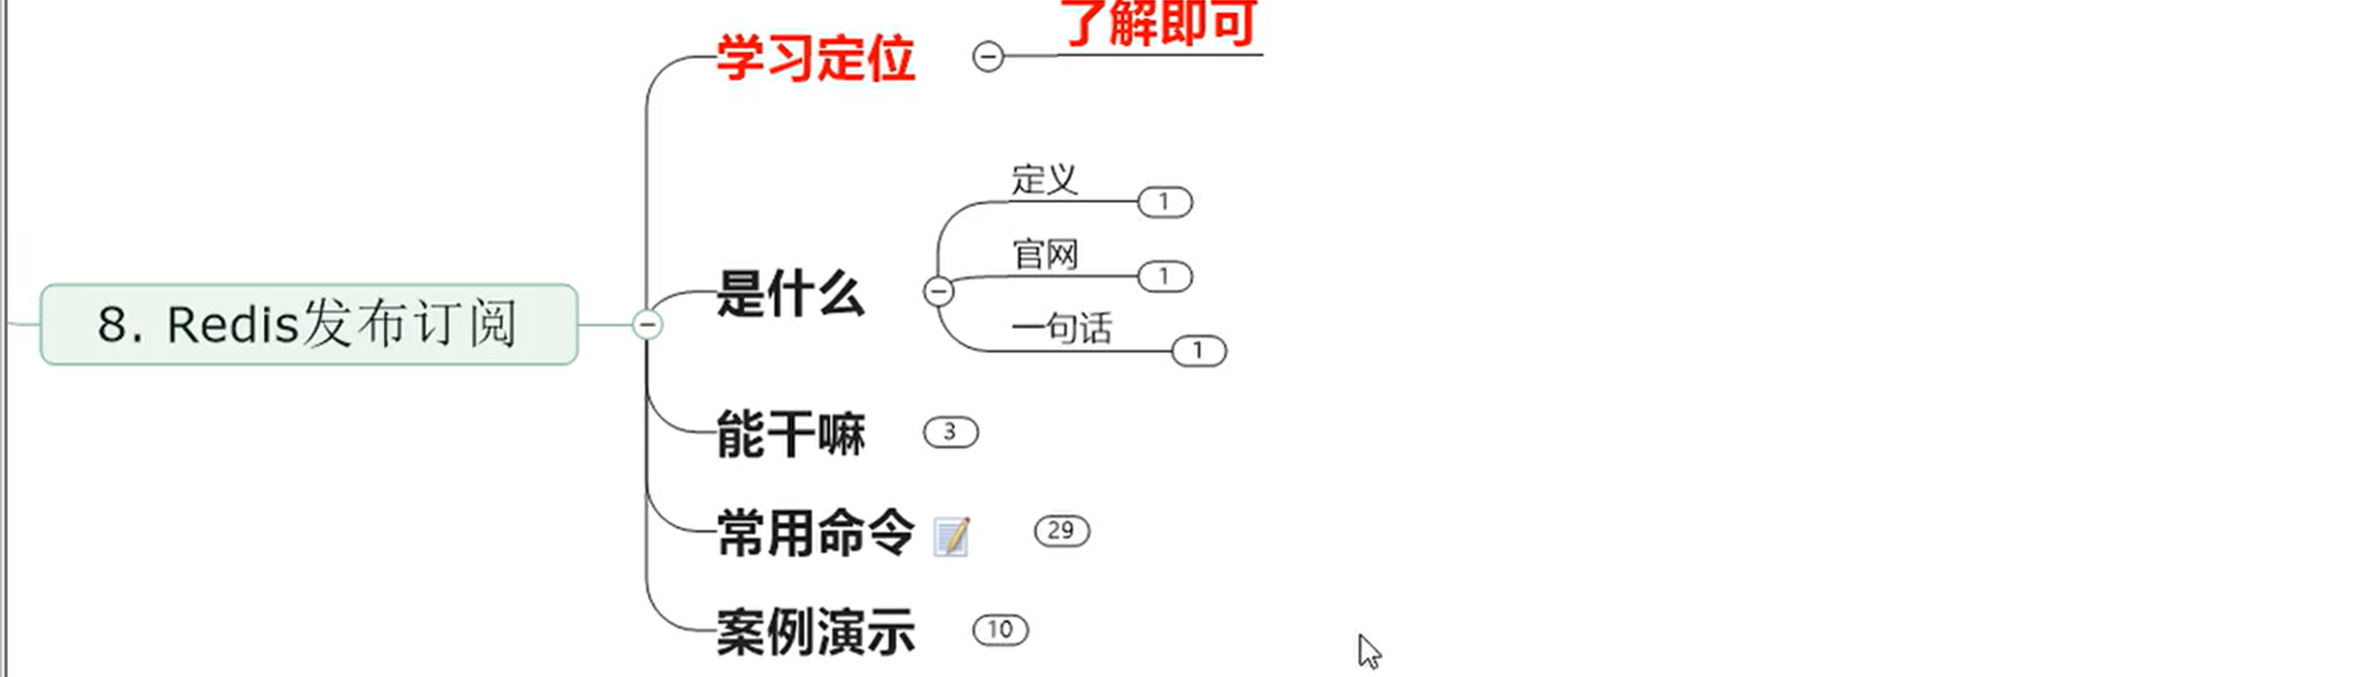 了解即可
学习定位
定义
1
官网
1
是什么
一句话
1
8. Redis发布订阅
能干嘛
3
常用命令
29
案例演示
10